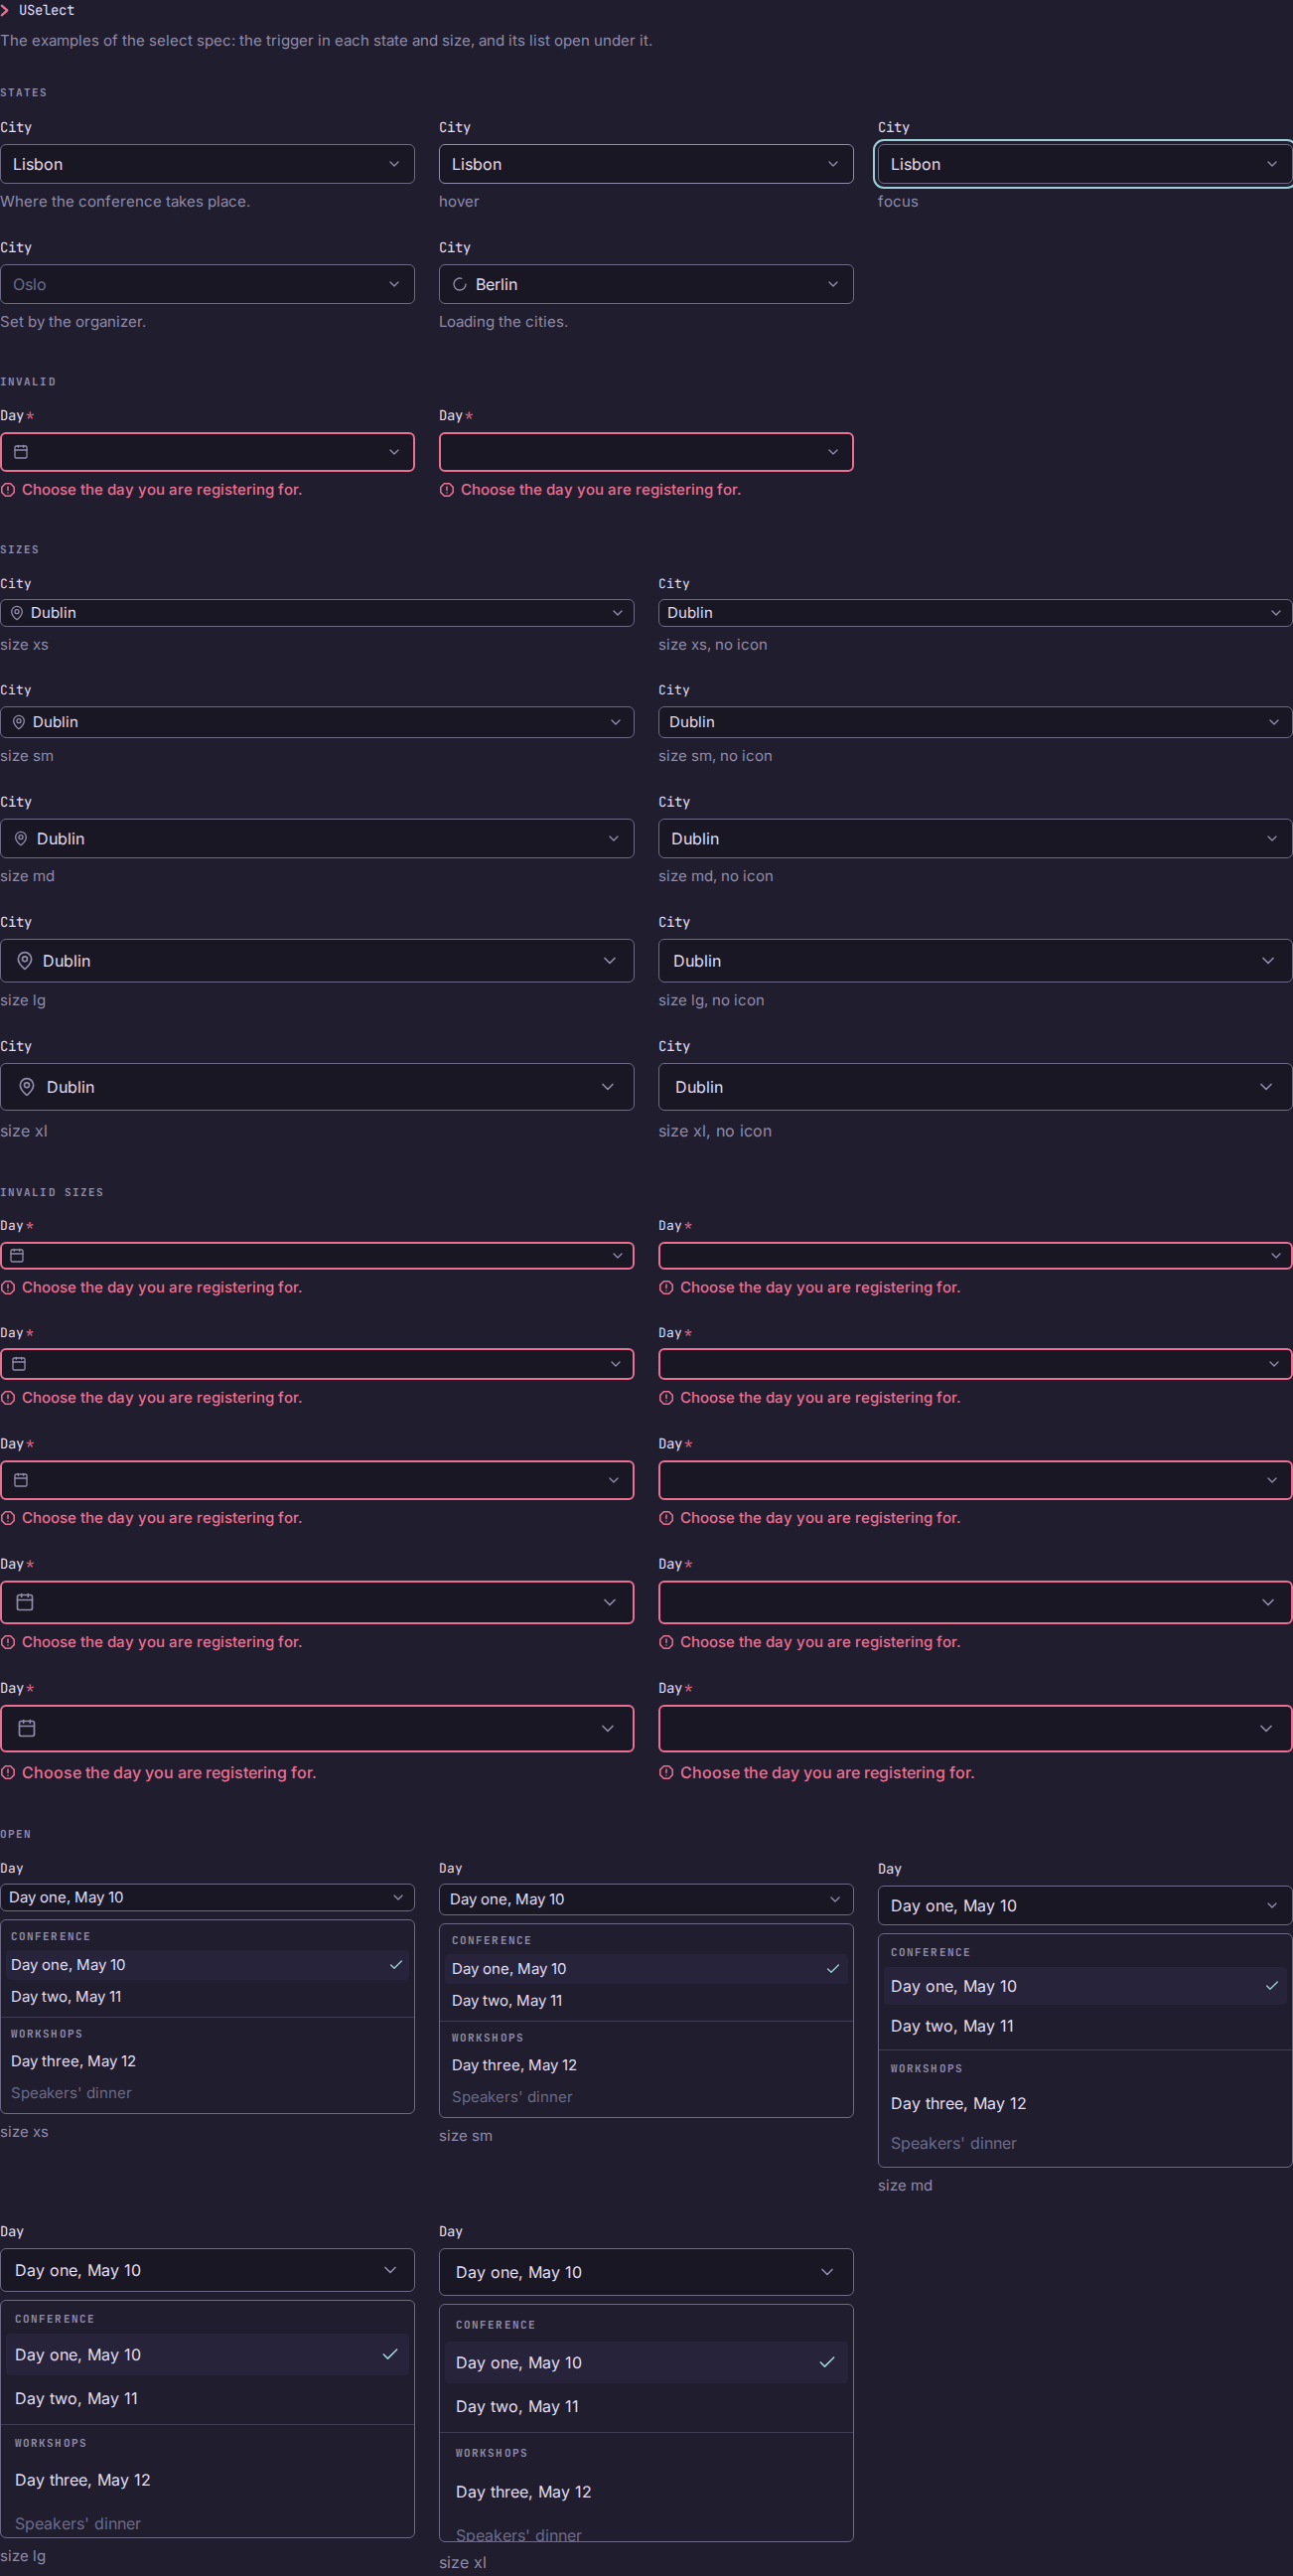 USelect
The examples of the select spec: the trigger in each state and size, and its list open under it.
STATES
City
City
City
Lisbon
Lisbon
Lisbon
Where the conference takes place.
hover
focus
City
City
Oslo
Berlin
Set by the organizer.
Loading the cities.
INVALID
Day*
Day*
Choose the day you are registering for.
Choose the day you are registering for.
SIZES
City
City
Dublin
Dublin
size xs
size xs, no icon
City
City
Dublin
Dublin
size sm
size sm, no icon
City
City
Dublin
Dublin
size md
size md, no icon
City
City
Dublin
Dublin
size lg
size lg, no icon
City
City
Dublin
Dublin
size xl
size xl, no icon
INVALID SIZES
Day*
Day*
Choose the day you are registering for.
Choose the day you are registering for.
Day*
Day*
Choose the day you are registering for.
Choose the day you are registering for.
Day*
Day*
Choose the day you are registering for.
Choose the day you are registering for.
Day*
Day*
Choose the day you are registering for.
Choose the day you are registering for.
Day*
Day*
Choose the day you are registering for.
Choose the day you are registering for.
OPEN
Day
Day one, May 10
CONFERENCE
Day one, May 10
Day two, May 11
WORKSHOPS
Day three, May 12
Speakers' dinner
size xs
Day
Day one, May 10
CONFERENCE
Day one, May 10
Day two, May 11
WORKSHOPS
Day three, May 12
Speakers' dinner
size sm
Day
Day one, May 10
CONFERENCE
Day one, May 10
Day two, May 11
WORKSHOPS
Day three, May 12
Speakers' dinner
size md
Day
Day one, May 10
CONFERENCE
Day one, May 10
Day two, May 11
WORKSHOPS
Day three, May 12
Speakers' dinner
size lg
Day
Day one, May 10
CONFERENCE
Day one, May 10
Day two, May 11
WORKSHOPS
Day three, May 12
Speakers' dinner
size xl